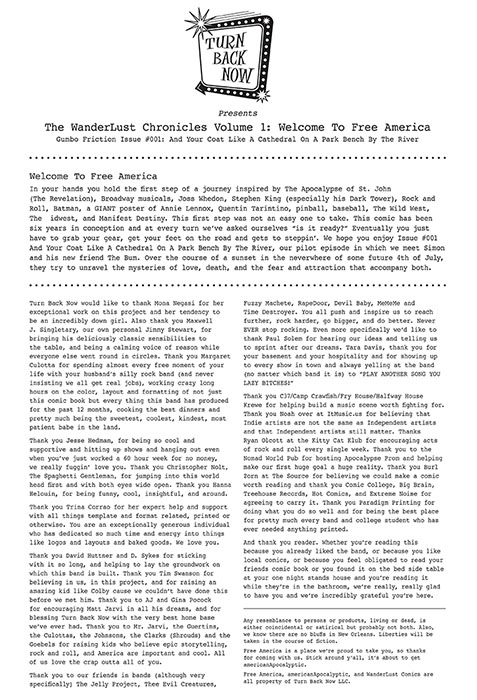 TURN
BACK
NOW
Presents
The WanderLust Chronicles Volume 1: Welcome To Free America
Gunbo Friction Issue #001: And Your Coat Like A Cathedral On A Park Bench By The River
Welcome To Free America
In your hands you hold the first step of a journey inspired by The Apocalypse of St. John
(The Revelation), Broadway musicals, Joss Whedon, Stephen King (especially his Dark Tower), Rock and
Roll, Batman, a GIANT poster of Annie Lennox, Quentin Tarintino, pinball, baseball, The Wild West,
The  idwest, and Manifest Destiny. This first step was not an easy one to take. This comic has been
six years in conception and at every turn we've asked ourselves "is it ready?" Eventually you just
have to grab your gear, get your feet on the road and gets to steppin'. We hope you enjoy Issue #001
And Your Coat Like A Cathedral On A Park Bench By The River, our pilot episode in which we meet Simon
and his new friend The Bum. Over the course of a sunset in the neverwhere of some future 4th of July,
they try to unravel the mysteries of love, death, and the fear and attraction that accompany both.
Turn Back Now would like to thank Mona Negasi for her
exceptional work on this project and her tendency to
be an incredibly down girl. Also thank you Maxwell
J. Singletary, our own personal Jinny Stewart, for
bringing his deliciously classic sensibilities to
the table, and being a calming voice of reason while
everyone else went round in circles. Thank you Margaret
Culotta for spending almost every free moment of your
life with your husband's silly rock band (and never
insisting we all get real jobs), working crazy long
hours on the color, layout and formatting of not just
this comic book but every thing this band has produced
for the past 12 months, cooking the best dinners and
pretty much being the sweetest, coolest, kindest, most
patient babe in the land.
Thank you Jesse Hedman, for being so cool and
supportive and hitting up shows and hanging out even
when you've just worked a 60 hour week for no money,
we really fuggin' love you. Thank you Christopher Nolt,
The Spaghetti Gentleman, for jumping into this world
head first and with both eyes wide open. Thank you Hanna
Helouin, for being funny, cool, insightful, and around.
Thank you Trina Corrao for her expert help and support
with all things template and format related, printed or
otherwise. You are an exceptionally generous individual
who has dedicated so much time and energy into things
like logos and layouts and baked goods. We love you.
Thank you David Huttner and D. Sykes for sticking
with it so long, and helping to lay the groundwork on
which this band is built. Thank you Tim Swanson for
believing in us, in this project, and for raising an
amazing kid like Colby cause we couldn't have done this
before we met him. Thank you to AJ and Gina Pocock
for encouraging Matt Jarvi in all his dreams, and for
blessing Turn Back Now with the very best home base
we've ever had. Thank you to Mr. Jarvi, the Guertins,
the Culottas, the Johnsons, the Clarks (Shrouds) and the
Goebels for raising kids who believe epic storytelling,
rock and roll, and America are important and cool. All
of us love the crap outta all of you.
Thank you to our friends in bands (although very
specifically) The Jelly Project, Thee Evil Creatures,
Fuzzy Machete, RapeDoor, Devil Baby, MeMeMe and
Time Destroyer. You all push and inspire us to reach
further, rock harder, go bigger, and do better. Never
EVER stop rocking. Even more specifically we'd like to
thank Paul Solem for hearing our ideas and telling us
to sprint after our dreams. Tara Davis, thank you for
your basement and your hospitality and for showing up
to every show in town and always yelling at the band
(no matter which band it is) to "PLAY ANOTHER SONG YOU
LAZY BITCHES!"
Thank you C37/Camp Crawfish/Fry House/Halfway House
Krewe for helping build a music scene worth fighting for.
Thank you Noah over at ItMusic.us for believing that
Indie artists are not the same as Independent artists
and that Independent artists still matter. Thanks
Ryan Olcott at the Kitty Cat Klub for encouraging acts
of rock and roll every single week. Thank you to the
Nomad World Pub for hosting Apocalypse Prom and helping
make our first huge goal a huge reality. Thank you Burl
Zorn at The Source for believing we could make a comic
worth reading and thank you Comic College, Big Brain,
Treehouse Records, Hot Comics, and Extreme Noise for
agreeing to carry it. Thank you Paradigm Printing for
doing what you do so well and for being the best place
for pretty much every band and college student who has
ever needed anything printed.
And thank you reader. Whether you're reading this
because you already liked the band, or because you like
local comics, or because you feel obligated to read your
friends comic book or you found it on the bed side table
at your one night stands house and you're reading it
while they're in the bathroom, we're really, really glad
to have you and we're incredibly grateful you're here.
Any ressemblance to persons or products, living or dead, is
either coincidental or satirical but probably not both. Also,
we know there are no bluffs in New Orleans. Liberties will be
taken in the course of fiction.
Free America is a place we're proud to take you, so thanks
for coming with us. Stick around y'all, it's about to get
americanApocalyptic.
Free America, americanApocalyptic, and WanderLust Comics are
all property of Turn Back Now LLC.